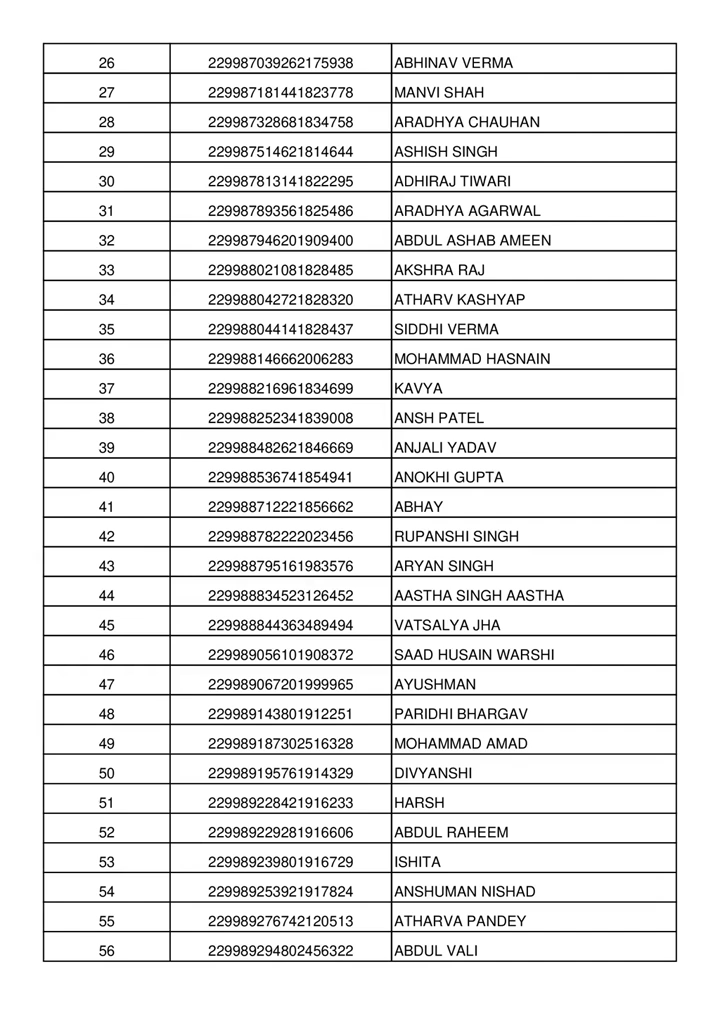 26 229987039262175938 ABHINAV VERMA
27 229987181441823778 MANVI SHAH
28 229987328681834758 ARADHYA CHAUHAN
29 229987514621814644 ASHISH SINGH
30 229987813141822295 ADHIRAJ TIWARI
31 229987893561825486 ARADHYA AGARWAL
32 229987946201909400 ABDUL ASHAB AMEEN
33 229988021081828485 AKSHRA RAJ
34 229988042721828320 ATHARV KASHYAP
35 229988044141828437 SIDDHI VERMA
36 229988146662006283 MOHAMMAD HASNAIN
37 229988216961834699 KAVYA
38 229988252341839008 ANSH PATEL
39 229988482621846669 ANJALI YADAV
40 229988536741854941 ANOKHI GUPTA
41 229988712221856662 ABHAY
42 229988782222023456 RUPANSHI SINGH
43 229988795161983576 ARYAN SINGH
44 229988834523126452 AASTHA SINGH AASTHA
45 229988844363489494 VATSALYA JHA
46 229989056101908372 SAAD HUSAIN WARSHI
47 229989067201999965 AYUSHMAN
48 229989143801912251 PARIDHI BHARGAV
49 229989187302516328 MOHAMMAD AMAD
50 229989195761914329 DIVYANSHI
51 229989228421916233 HARSH
52 229989229281916606 ABDUL RAHEEM
53 229989239801916729 ISHITA
54 229989253921917824 ANSHUMAN NISHAD
55 229989276742120513 ATHARVA PANDEY
56 229989294802456322 ABDUL VALI